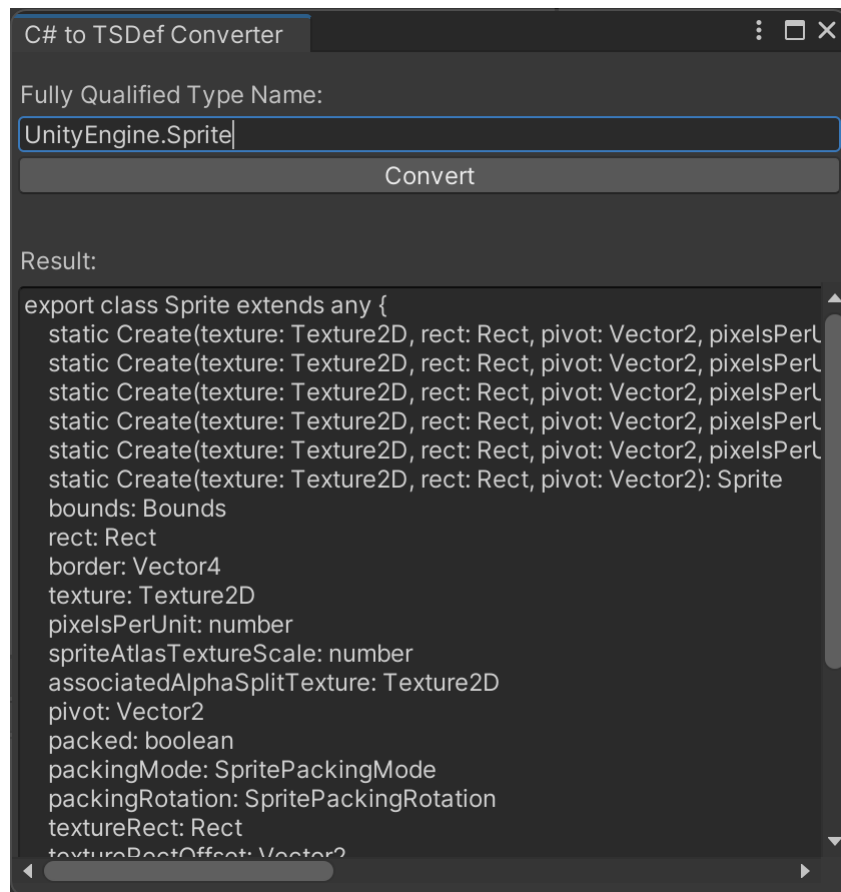 C# to TSDef Converter
Fully Qualified Type Name:
UnityEngine.Sprite
Convert
Result:
export class Sprite extends any {
static Create(texture: Texture2D, rect: Rect, pivot: Vector2, pixelsPerU
static Create(texture: Texture2D, rect: Rect, pivot: Vector2, pixelsPerU
static Create(texture: Texture2D, rect: Rect, pivot: Vector2, pixelsPerU
static Create(texture: Texture2D, rect: Rect, pivot: Vector2, pixelsPerU
static Create(texture: Texture2D, rect: Rect, pivot: Vector2, pixelsPerU
static Create(texture: Texture2D, rect: Rect, pivot: Vector2): Sprite
bounds: Bounds
rect: Rect
border: Vector4
texture: Texture2D
pixelsPerUnit: number
spriteAtlasTextureScale: number
associatedAlphaSplitTexture: Texture2D
pivot: Vector2
packed: boolean
packingMode: SpritePackingMode
packingRotation: SpritePackingRotation
textureRect: Rect
textureRectOffset: Vector2